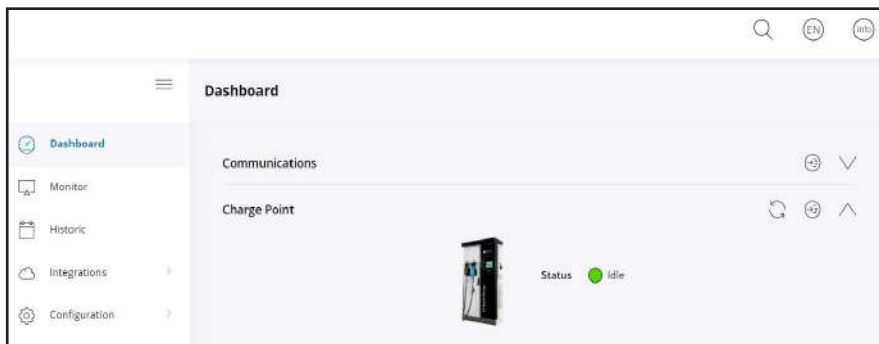 EN info
Dashboard
Dashboard
Communications
Monitor
Charge Point
Historic
Integrations
Status Idle
Configuration